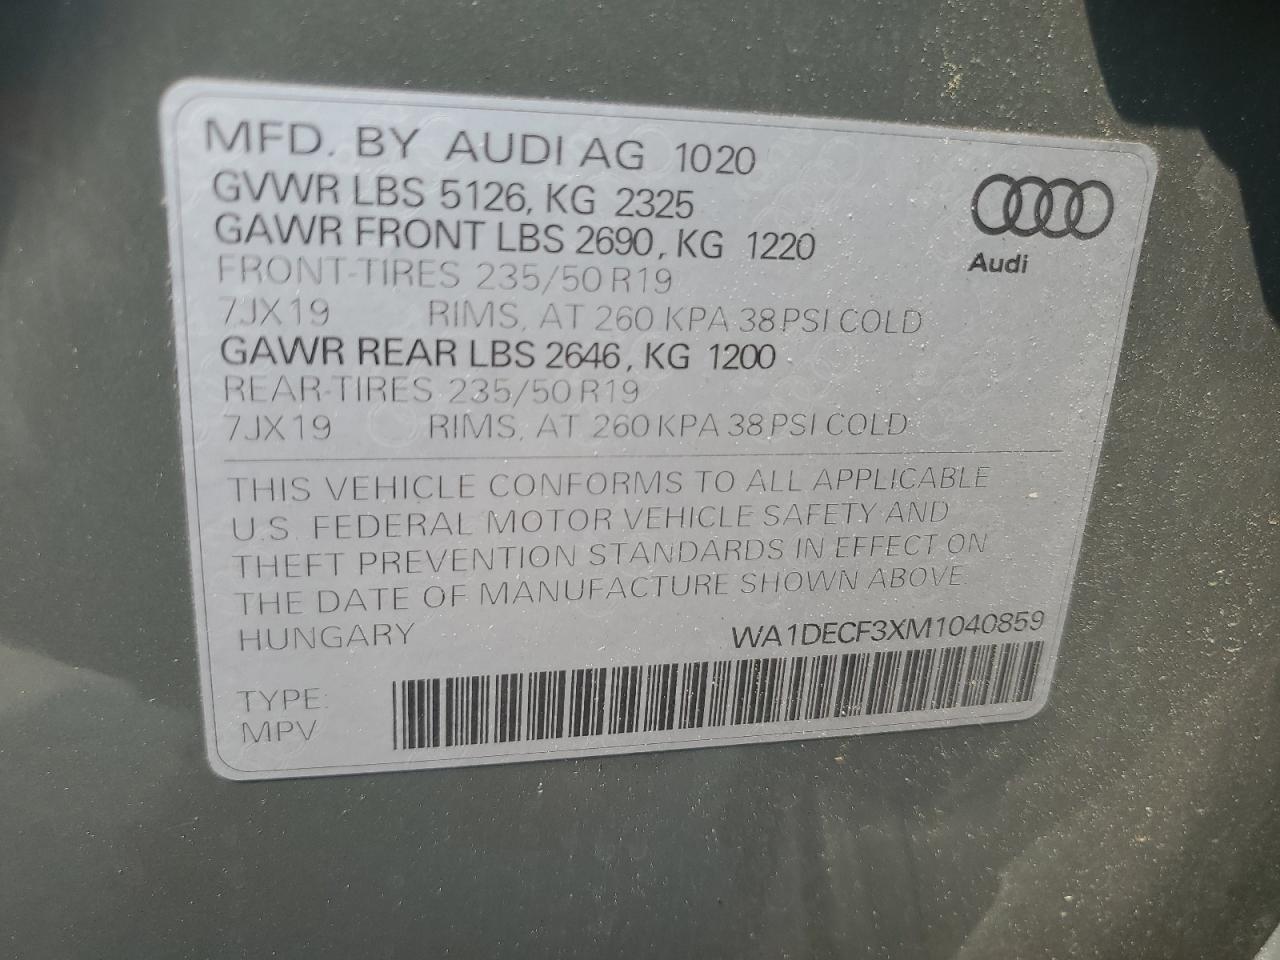 MFD. BY AUDI AG 1020
GVWR LBS 5126, KG 2325
GAWR FRONT LBS 2690, KG 1220
FRONT-TIRES 235/50 R19
7JX19 RIMS, AT 260 KPA 38 PSI COLD
GAWR REAR LBS 2646, KG 1200
REAR-TIRES 235/50 R19
7JX19 RIMS, AT 260 KPA 38 PSI COLD
Audi
THIS VEHICLE CONFORMS TO ALL APPLICABLE
U.S. FEDERAL MOTOR VEHICLE SAFETY AND
THEFT PREVENTION STANDARDS IN EFFECT ON
THE DATE OF MANUFACTURE SHOWN ABOVE
HUNGARY WA1DECF3XM1040859
TYPE:
MPV